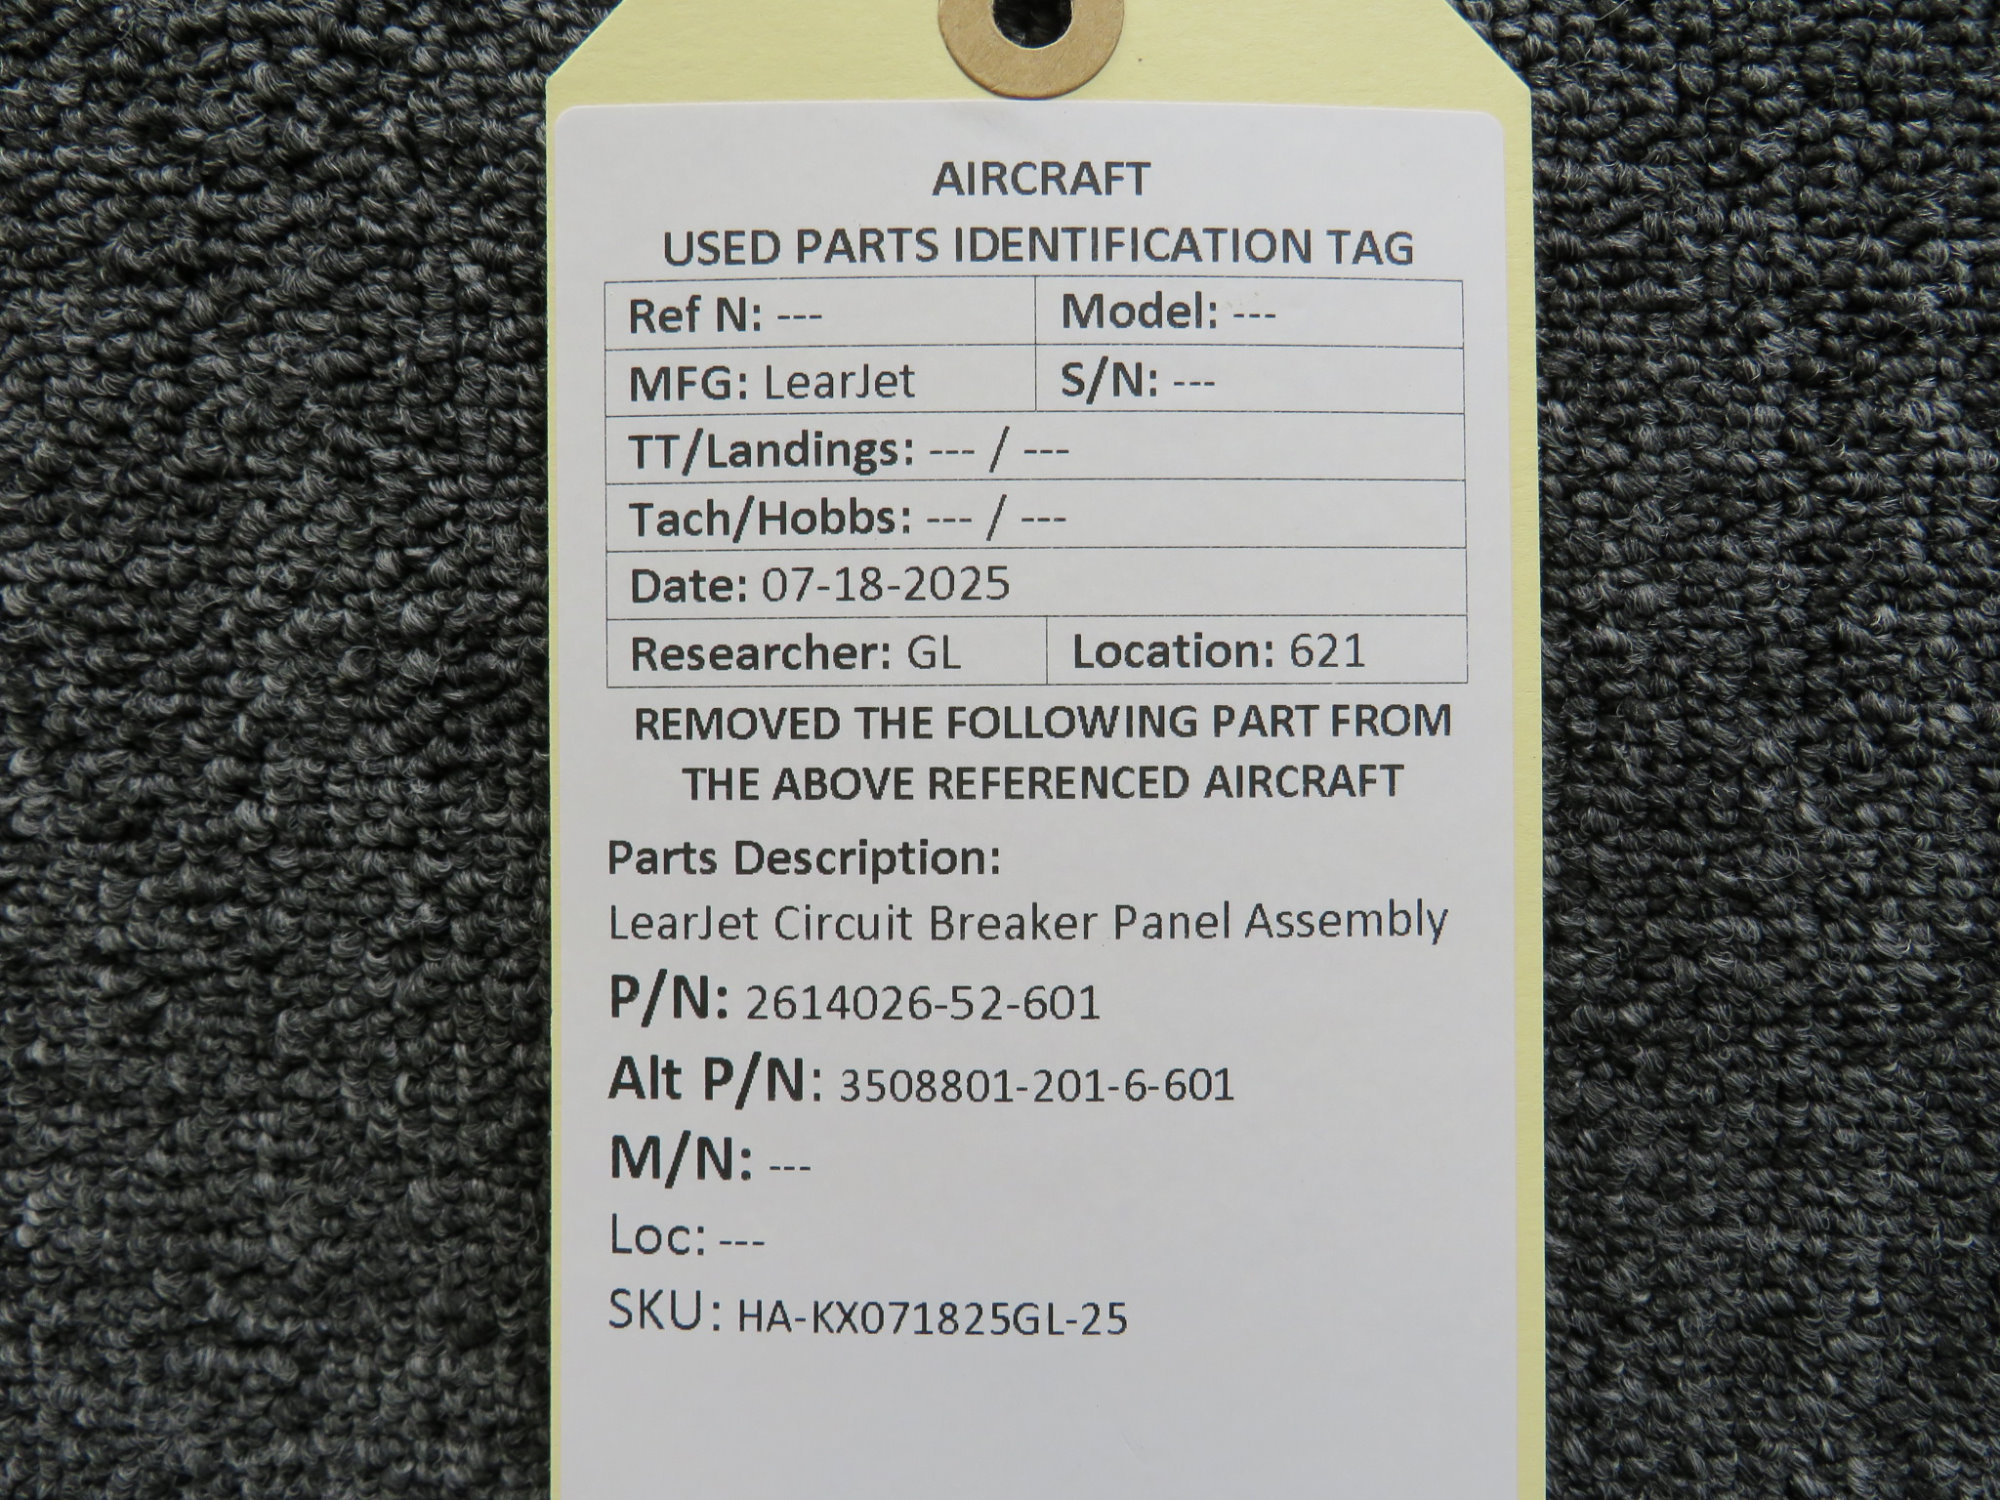 AIRCRAFT
USED PARTS IDENTIFICATION TAG
Ref N: --- Model: ---
MFG: LearJet S/N: ---
TT/Landings: --- / ---
Tach/Hobbs: --- / ---
Date: 07-18-2025
Researcher: GL Location: 621
REMOVED THE FOLLOWING PART FROM
THE ABOVE REFERENCED AIRCRAFT
Parts Description:
LearJet Circuit Breaker Panel Assembly
P/N: 2614026-52-601
Alt P/N: 3508801-201-6-601
M/N: ---
Loc: ---
SKU: HA-KX071825GL-25